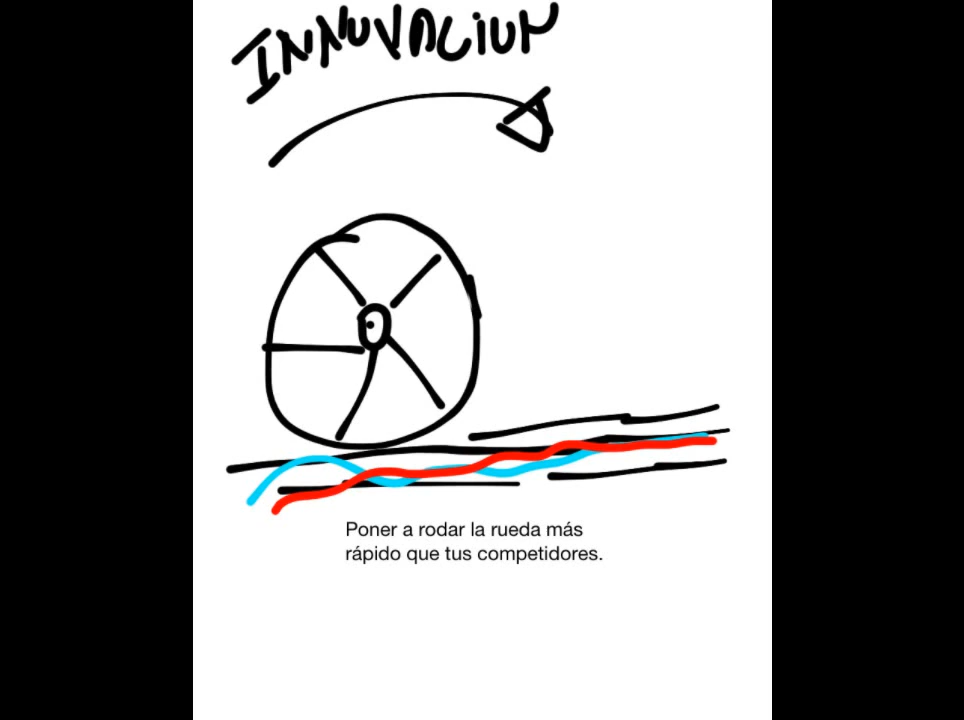 INNOVACION
Poner a rodar la rueda más
rápido que tus competidores.